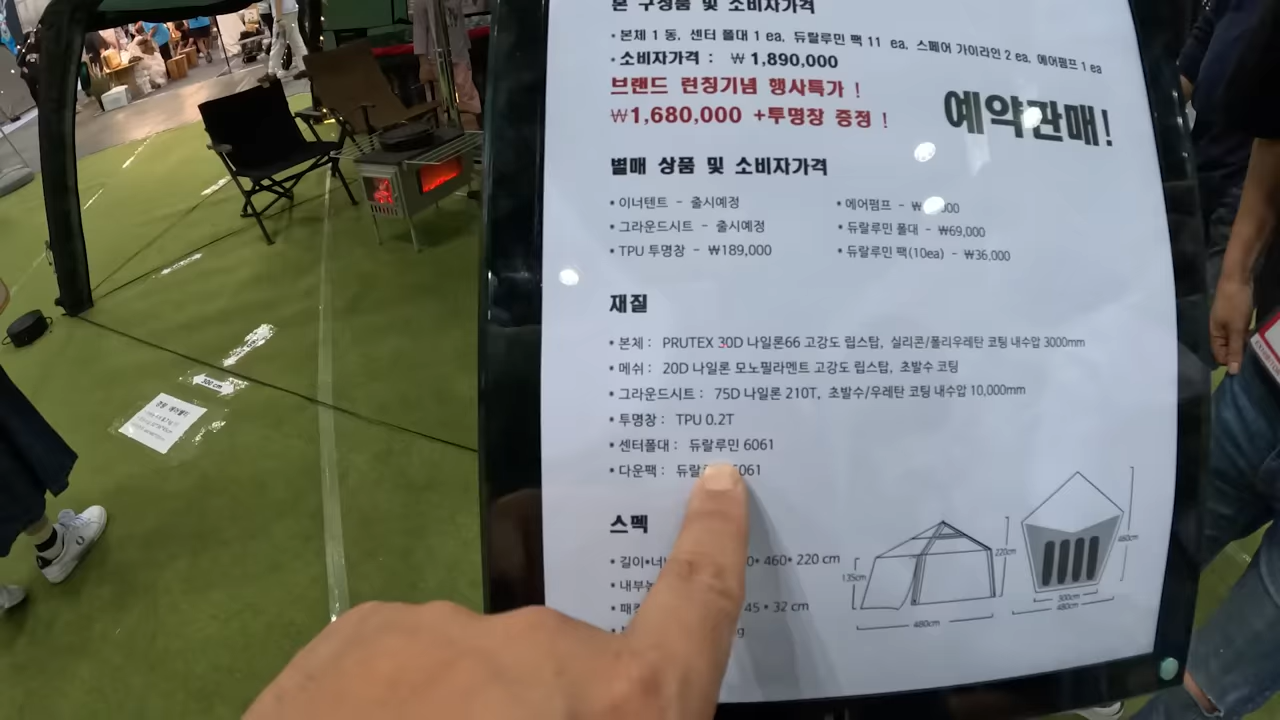 본 구성품 및 소비자가격
• 본체 1 동, 센터 폴대 1 ea, 듀랄루민 팩 11 ea, 스페어 가이라인 2 ea, 에어펌프 1 ea
• 소비자가격 : ₩ 1,890,000
브랜드 런칭기념 행사특가 !
₩1,680,000 +투명창 증정 !
예약판매!
별매 상품 및 소비자가격
• 이너텐트 - 출시예정
• 그라운드시트 - 출시예정
• TPU 투명창 - ₩189,000
• 에어펌프 - ₩
• 듀랄루민 폴대 - ₩69,000
• 듀랄루민 팩(10ea) - ₩36,000
재질
• 본체 : PRUTEX 30D 나일론66 고강도 립스탑, 실리콘/폴리우레탄 코팅 내수압 3000mm
• 메쉬 : 20D 나일론 모노필라멘트 고강도 립스탑, 초발수 코팅
• 그라운드시트 : 75D 나일론 210T, 초발수/우레탄 코팅 내수압 10,000mm
• 투명창 : TPU 0.2T
• 센터폴대 : 듀랄루민 6061
• 다운팩 : 듀랄 6061
스펙
• 길이*너 460* 220 cm
• 내부
• 패 45 * 32 cm
g
135cm
220cm
480cm
460cm
300cm
480cm
300 cm